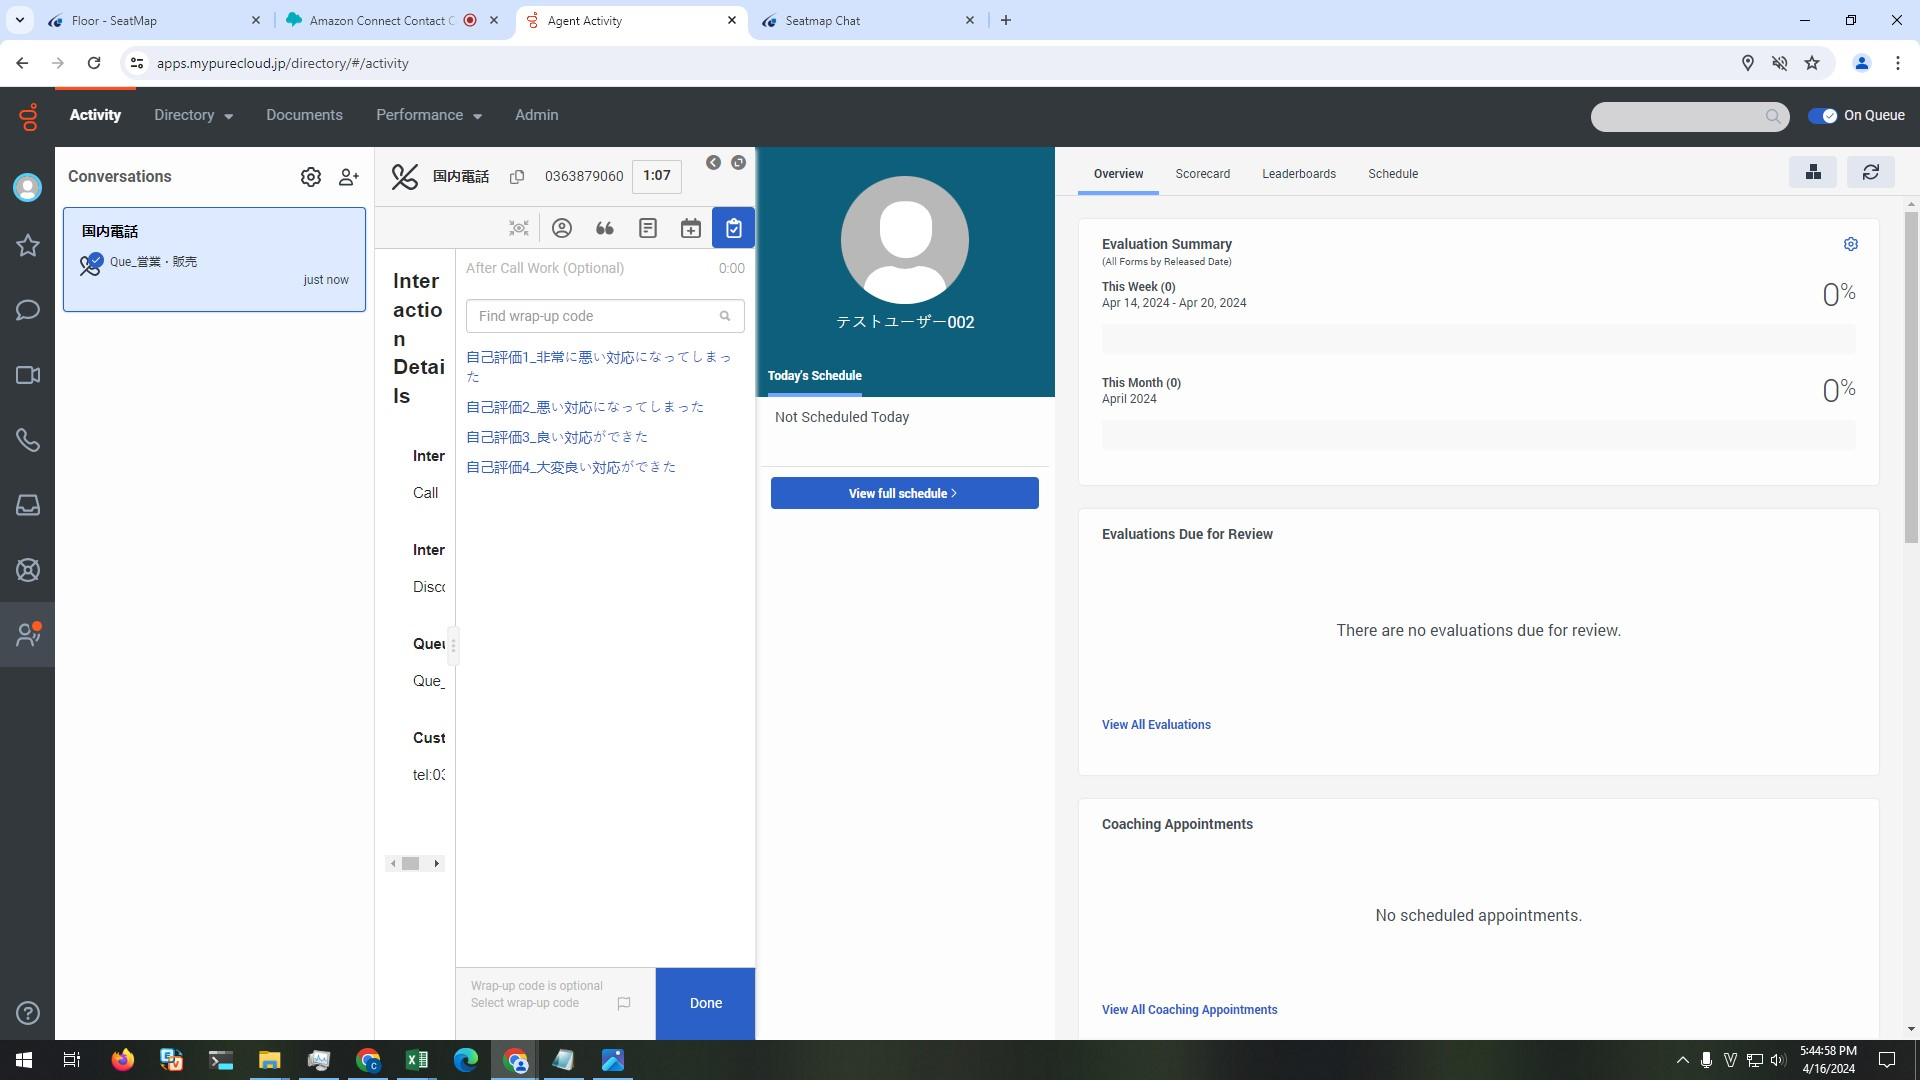 Floor - SeatMap
Amazon Connect Contact C
Agent Activity
Seatmap Chat
apps.mypurecloud.jp/directory/#/activity
Activity
Directory
Documents
Performance
Admin
On Queue
Conversations
国内電話
Que_営業・販売
just now
国内電話
0363879060
1:07
Inter
actio
n
Detai
ls
Inter
Call
Inter
Disco
Queu
Que_
Cust
tel:03
After Call Work (Optional)
0:00
Find wrap-up code
自己評価1_非常に悪い対応になってしまっ
た
自己評価2_悪い対応になってしまった
自己評価3_良い対応ができた
自己評価4_大変良い対応ができた
Wrap-up code is optional
Select wrap-up code
Done
テストユーザー002
Today's Schedule
Not Scheduled Today
View full schedule
Overview
Scorecard
Leaderboards
Schedule
Evaluation Summary
(All Forms by Released Date)
This Week (0)
Apr 14, 2024 - Apr 20, 2024
0%
This Month (0)
April 2024
0%
Evaluations Due for Review
There are no evaluations due for review.
View All Evaluations
Coaching Appointments
No scheduled appointments.
View All Coaching Appointments
5:44:58 PM
4/16/2024